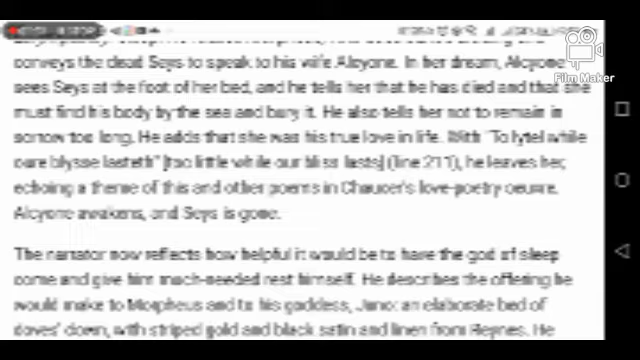 conveys the dead Seys to speak to his wife Alcyone. In her dream, Alcyone
Film Maker
sees Seys at the foot of her bed, and he tells her that he has died and that she
must find his body by the sea and bury it. He also tells her not to remain in
sorrow too long. He adds that she was his true love in life. With "To lytel while
oure blysse lasteth" [too little while our bliss lasts] (line 211), he leaves her,
echoing a theme of this and other poems in Chaucer's love-poetry oeuvre.
Alcyone awakens, and Seys is gone.
The narrator now reflects how helpful it would be to have the god of sleep
come and give him much-needed rest himself. He describes the offering he
would make to Morpheus and to his goddess, Juno: an elaborate bed of
doves' down, with striped gold and black satin and linen from Reynes. He